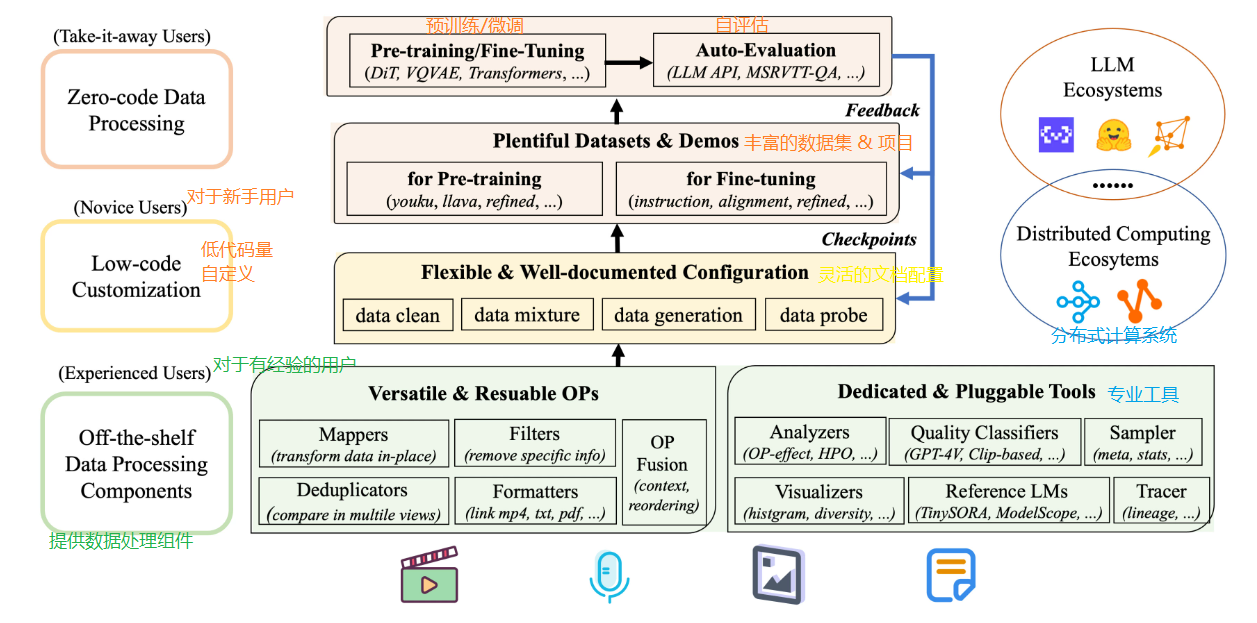 (Take-it-away Users)
Zero-code Data
Processing
对于新手用户
(Novice Users)
低代码量
自定义
Low-code
Customization
对于有经验的用户
(Experienced Users)
Off-the-shelf
Data Processing
Components
提供数据处理组件
预训练/微调
Pre-training/Fine-Tuning
(DiT, VQVAE, Transformers, ...)
自评估
Auto-Evaluation
(LLM API, MSRVTT-QA, ...)
Feedback
Plentiful Datasets & Demos 丰富的数据集 & 项目
for Pre-training
(youku, llava, refined, ...)
for Fine-tuning
(instruction, alignment, refined, ...)
Checkpoints
Flexible & Well-documented Configuration 灵活的文档配置
data clean
data mixture
data generation
data probe
Versatile & Resuable OPs
Mappers
(transform data in-place)
Filters
(remove specific info)
Deduplicators
(compare in multile views)
Formatters
(link mp4, txt, pdf, ...)
OP
Fusion
(context,
reordering)
Dedicated & Pluggable Tools 专业工具
Analyzers
(OP-effect, HPO, ...)
Quality Classifiers
(GPT-4V, Clip-based, ...)
Sampler
(meta, stats, ...)
Visualizers
(histgram, diversity, ...)
Reference LMs
(TinySORA, ModelScope, ...)
Tracer
(lineage, ...)
LLM
Ecosystems
......
Distributed Computing
Ecosytems
分布式计算系统